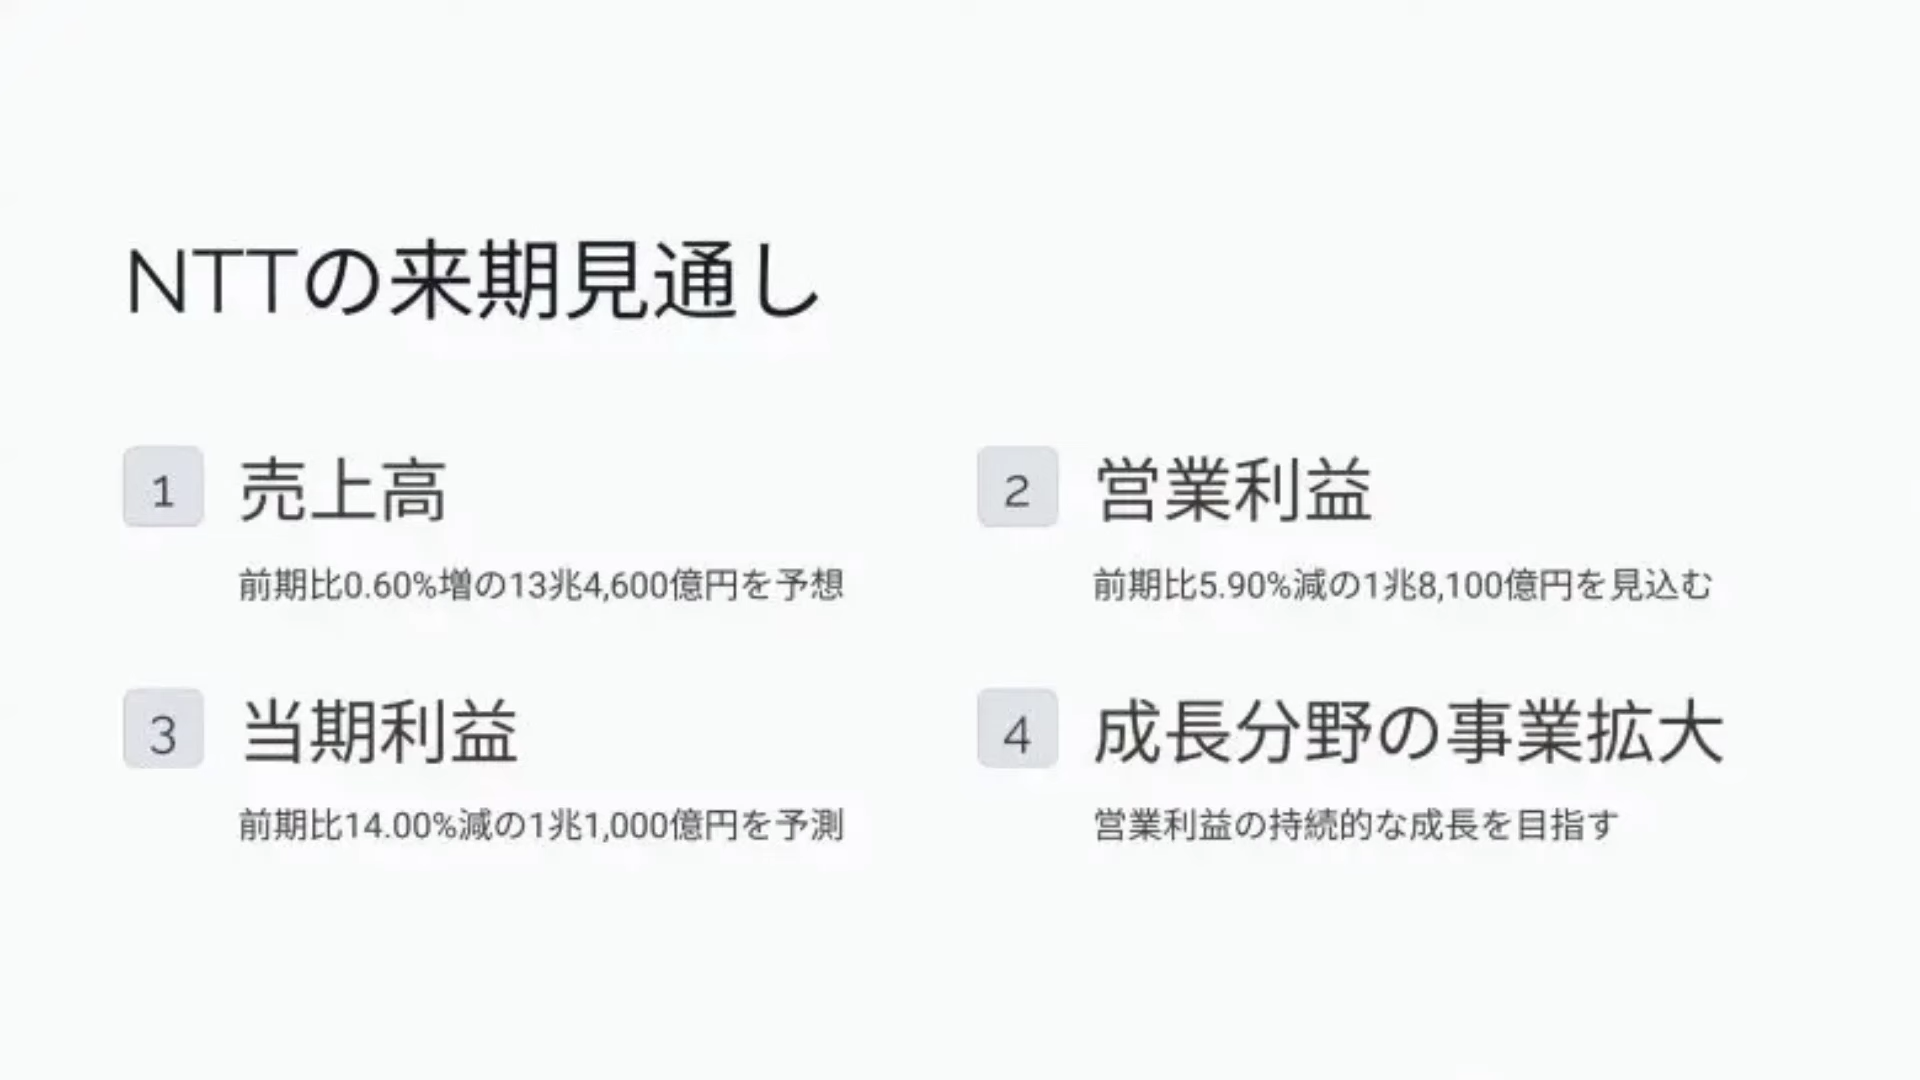 NTTの来期見通し
1 売上高
前期比0.60%増の13兆4,600億円を予想
2 営業利益
前期比5.90%減の1兆8,100億円を見込む
3 当期利益
前期比14.00%減の1兆1,000億円を予測
4 成長分野の事業拡大
営業利益の持続的な成長を目指す